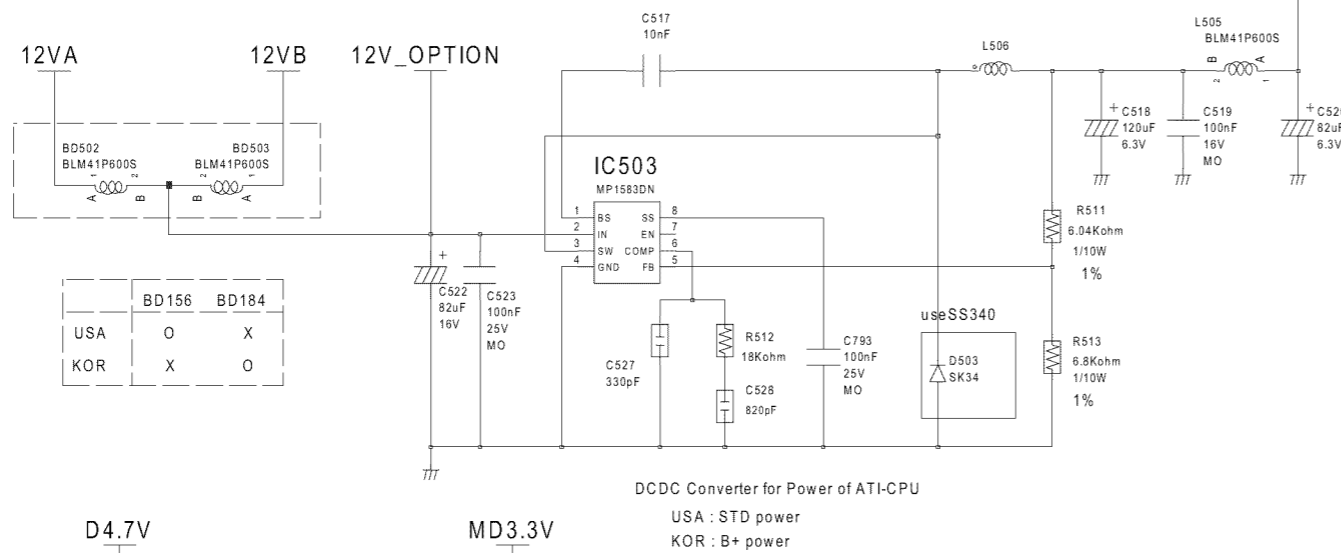 C517
10nF
L505
BLM41P600S
12VA
12VB
12V_OPTION
L506
B
A
2
1
+
C518
120uF
6.3V
C519
100nF
16V
MO
+
82uF
6.3V
BD502
BLM41P600S
BD503
BLM41P600S
1
2
A
B
2
1
B
A
IC503
MP1583DN
1
BS
SS
8
2
IN
EN
7
3
SW
COMP
6
4
GND
FB
5
R511
6.04Kohm
1/10W
1%
+
C522
82uF
16V
C523
100nF
25V
MO
BD156
BD184
USA
O
X
KOR
X
O
C527
330pF
R512
18Kohm
C528
820pF
C793
100nF
25V
MO
useSS340
D503
SK34
R513
6.8Kohm
1/10W
1%
DCDC Converter for Power of ATI-CPU
USA : STD power
KOR : B+ power
D4.7V
MD3.3V